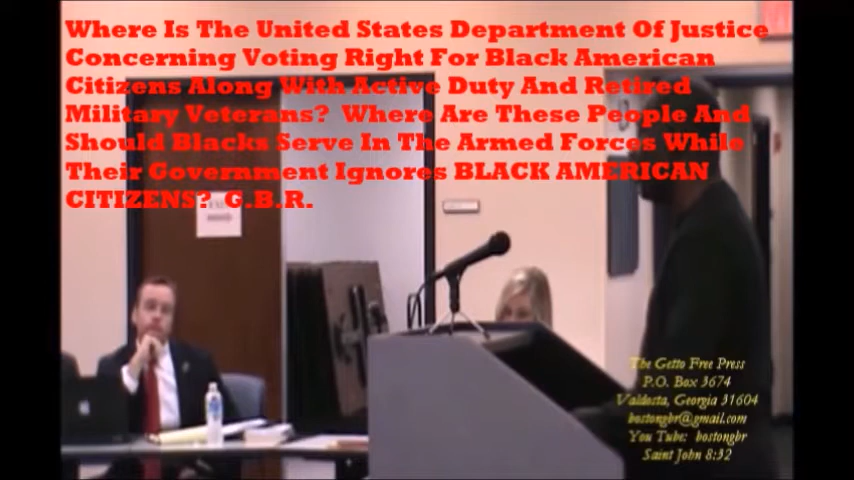 Where Is The United States Department Of Justice
Concerning Voting Right For Black American
Citizens Along With Active Duty And Retired
Military Veterans? Where Are These People And
Should Blacks Serve In The Armed Forces While
Their Government Ignores BLACK AMERICAN
CITIZENS? G.B.R.
The Getto Free Press
P.O. Box 3674
Valdosta, Georgia 31604
bostongbr@gmail.com
You Tube: bostongbr
Saint John 8:32